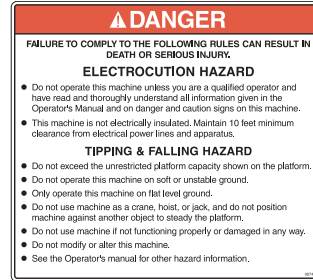 DANGER
FAILURE TO COMPLY TO THE FOLLOWING RULES CAN RESULT IN
DEATH OR SERIOUS INJURY.
ELECTROCUTION HAZARD
• Do not operate this machine unless you are a qualified operator and
have read and thoroughly understand all information given in the
Operator's Manual and on danger and caution signs on this machine.
• This machine is not electrically insulated. Maintain 10 feet minimum
clearance from electrical power lines and apparatus.
TIPPING & FALLING HAZARD
• Do not exceed the unrestricted platform capacity shown on the platform.
• Do not operate this machine on soft or unstable ground.
• Only operate this machine on flat level ground.
• Do not use machine as a crane, hoist, or jack, and do not position
machine against another object to steady the platform.
• Do not use machine if not functioning properly or damaged in any way.
• Do not modify or alter this machine.
• See the Operator's manual for other hazard information.